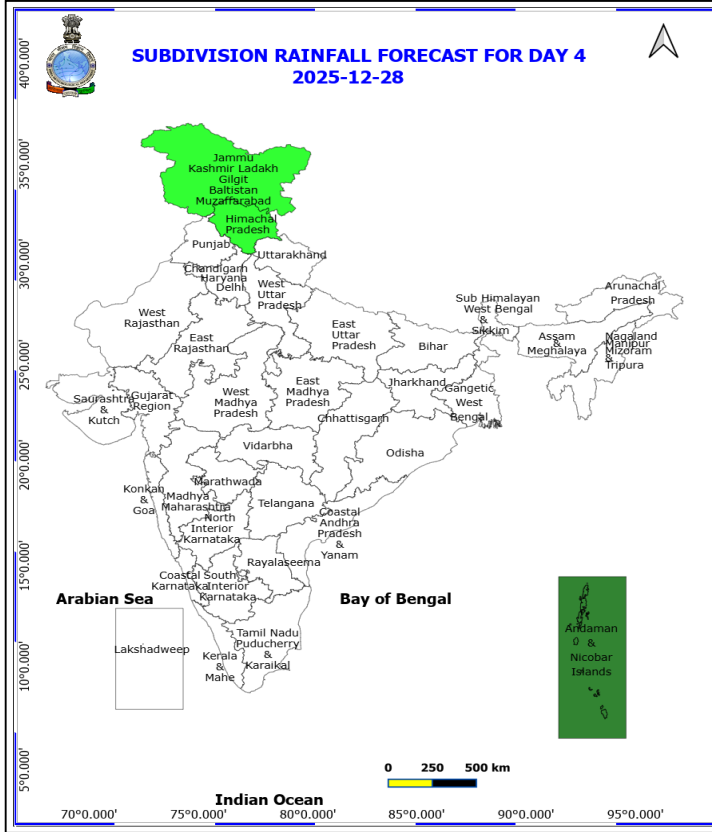 SUBDIVISION RAINFALL FORECAST FOR DAY 4
2025-12-28
40°0.000'
35°0.000'
30°0.000'
25°0.000'
20°0.000'
15°0.000'
10°0.000'
5°0.000'
Jammu
Kashmir Ladakh
Gilgit
Baltistan
Muzaffarabad
Himachal
Pradesh
Punjab
Uttarakhand
Chandigarh
Haryana
Delhi
West
Uttar
Pradesh
West
Rajasthan
East
Rajasthan
East
Uttar
Pradesh
Bihar
Sub Himalayan
West Bengal
&
Sikkim
Arunachal
Pradesh
Assam
&
Meghalaya
Nagaland
Manipur
Mizoram
&
Tripura
Saurashtra
&
Kutch
Gujarat
Region
West
Madhya
Pradesh
East
Madhya
Pradesh
Jharkhand
Gangetic
West
Bengal
Chhattisgarh
Odisha
Vidarbha
Konkan
&
Goa
Madhya
Maharashtra
Marathwada
Telangana
North
Interior
Karnataka
Coastal
Andhra
Pradesh
&
Yanam
Rayalaseema
Coastal
Karnataka
South
Interior
Karnataka
Arabian Sea
Bay of Bengal
Lakshadweep
Kerala
&
Mahe
Tamil Nadu
Puducherry
&
Karaikal
Andaman
&
Nicobar
Islands
0 250 500 km
Indian Ocean
70°0.000' 75°0.000' 80°0.000' 85°0.000' 90°0.000' 95°0.000'